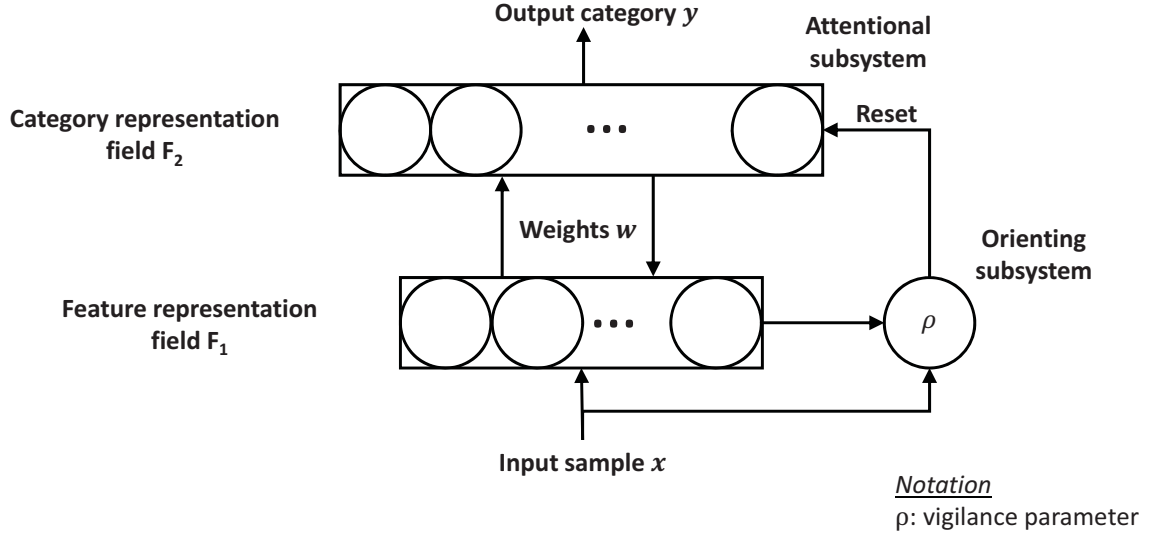 Output category y
Attentional
subsystem
Category representation
field F₂
Reset
Weights w
Orienting
subsystem
Feature representation
field F₁
ρ
Input sample x
Notation
ρ: vigilance parameter